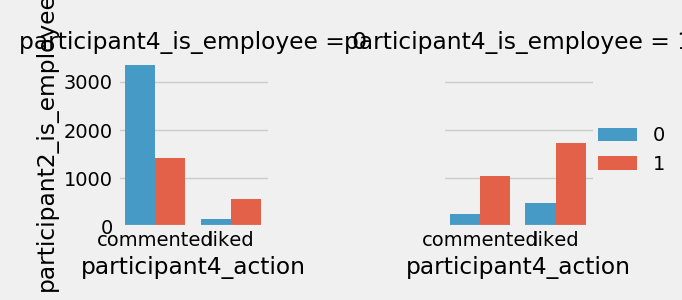 participant4_is_employee = 0
participant4_is_employee = 1
participant2_is_employee
3000
2000
1000
0
commented
liked
participant4_action
commented
liked
participant4_action
0
1